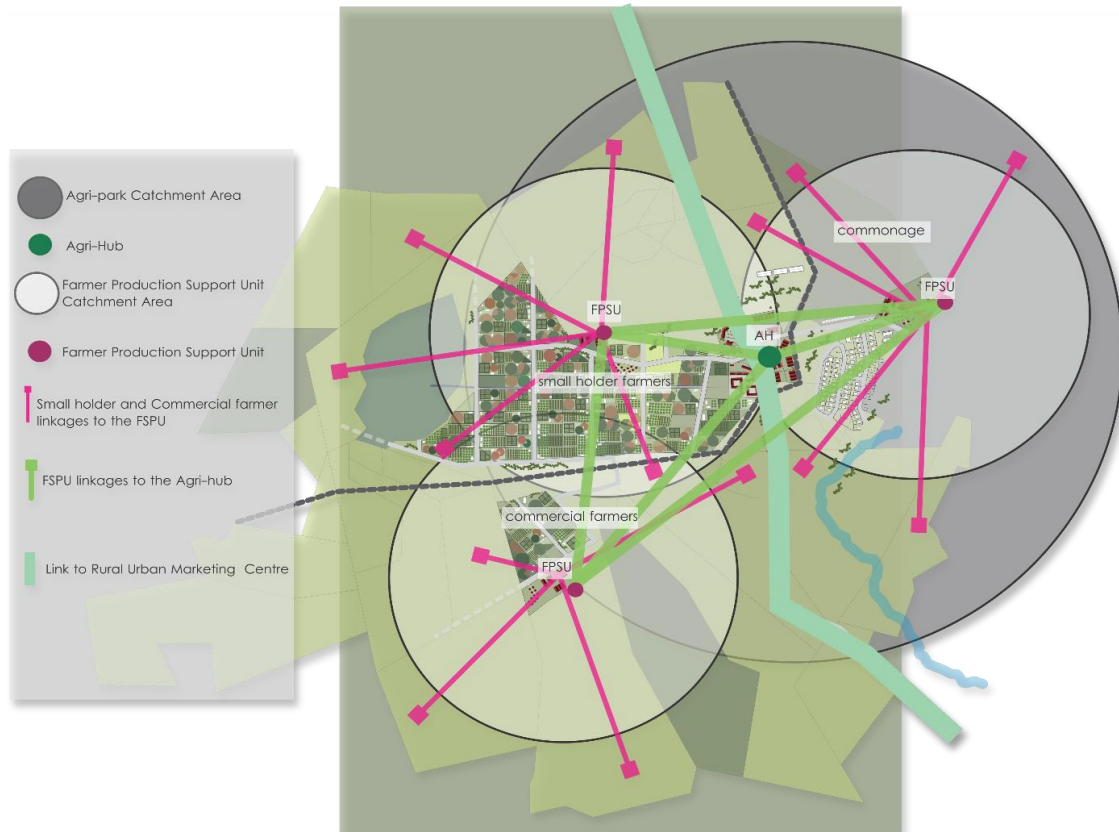 Agri-park Catchment Area
Agri-Hub
Farmer Production Support Unit
Catchment Area
Farmer Production Support Unit
Small holder and Commercial farmer
linkages to the FSPU
FSPU linkages to the Agri-hub
Link to Rural Urban Marketing Centre
commonage
FPSU
FPSU
AH
small holder farmers
commercial farmers
FPSU